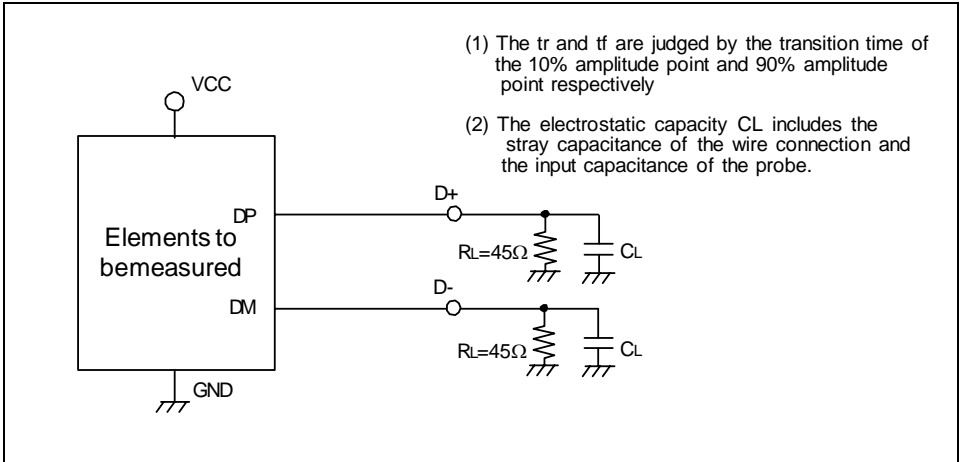 (1) The tr and tf are judged by the transition time of
the 10% amplitude point and 90% amplitude
point respectively
(2) The electrostatic capacity CL includes the
stray capacitance of the wire connection and
the input capacitance of the probe.
VCC
D+
DP
Elements to
bemeasured
RL=45Ω
CL
D-
DM
RL=45Ω
CL
GND